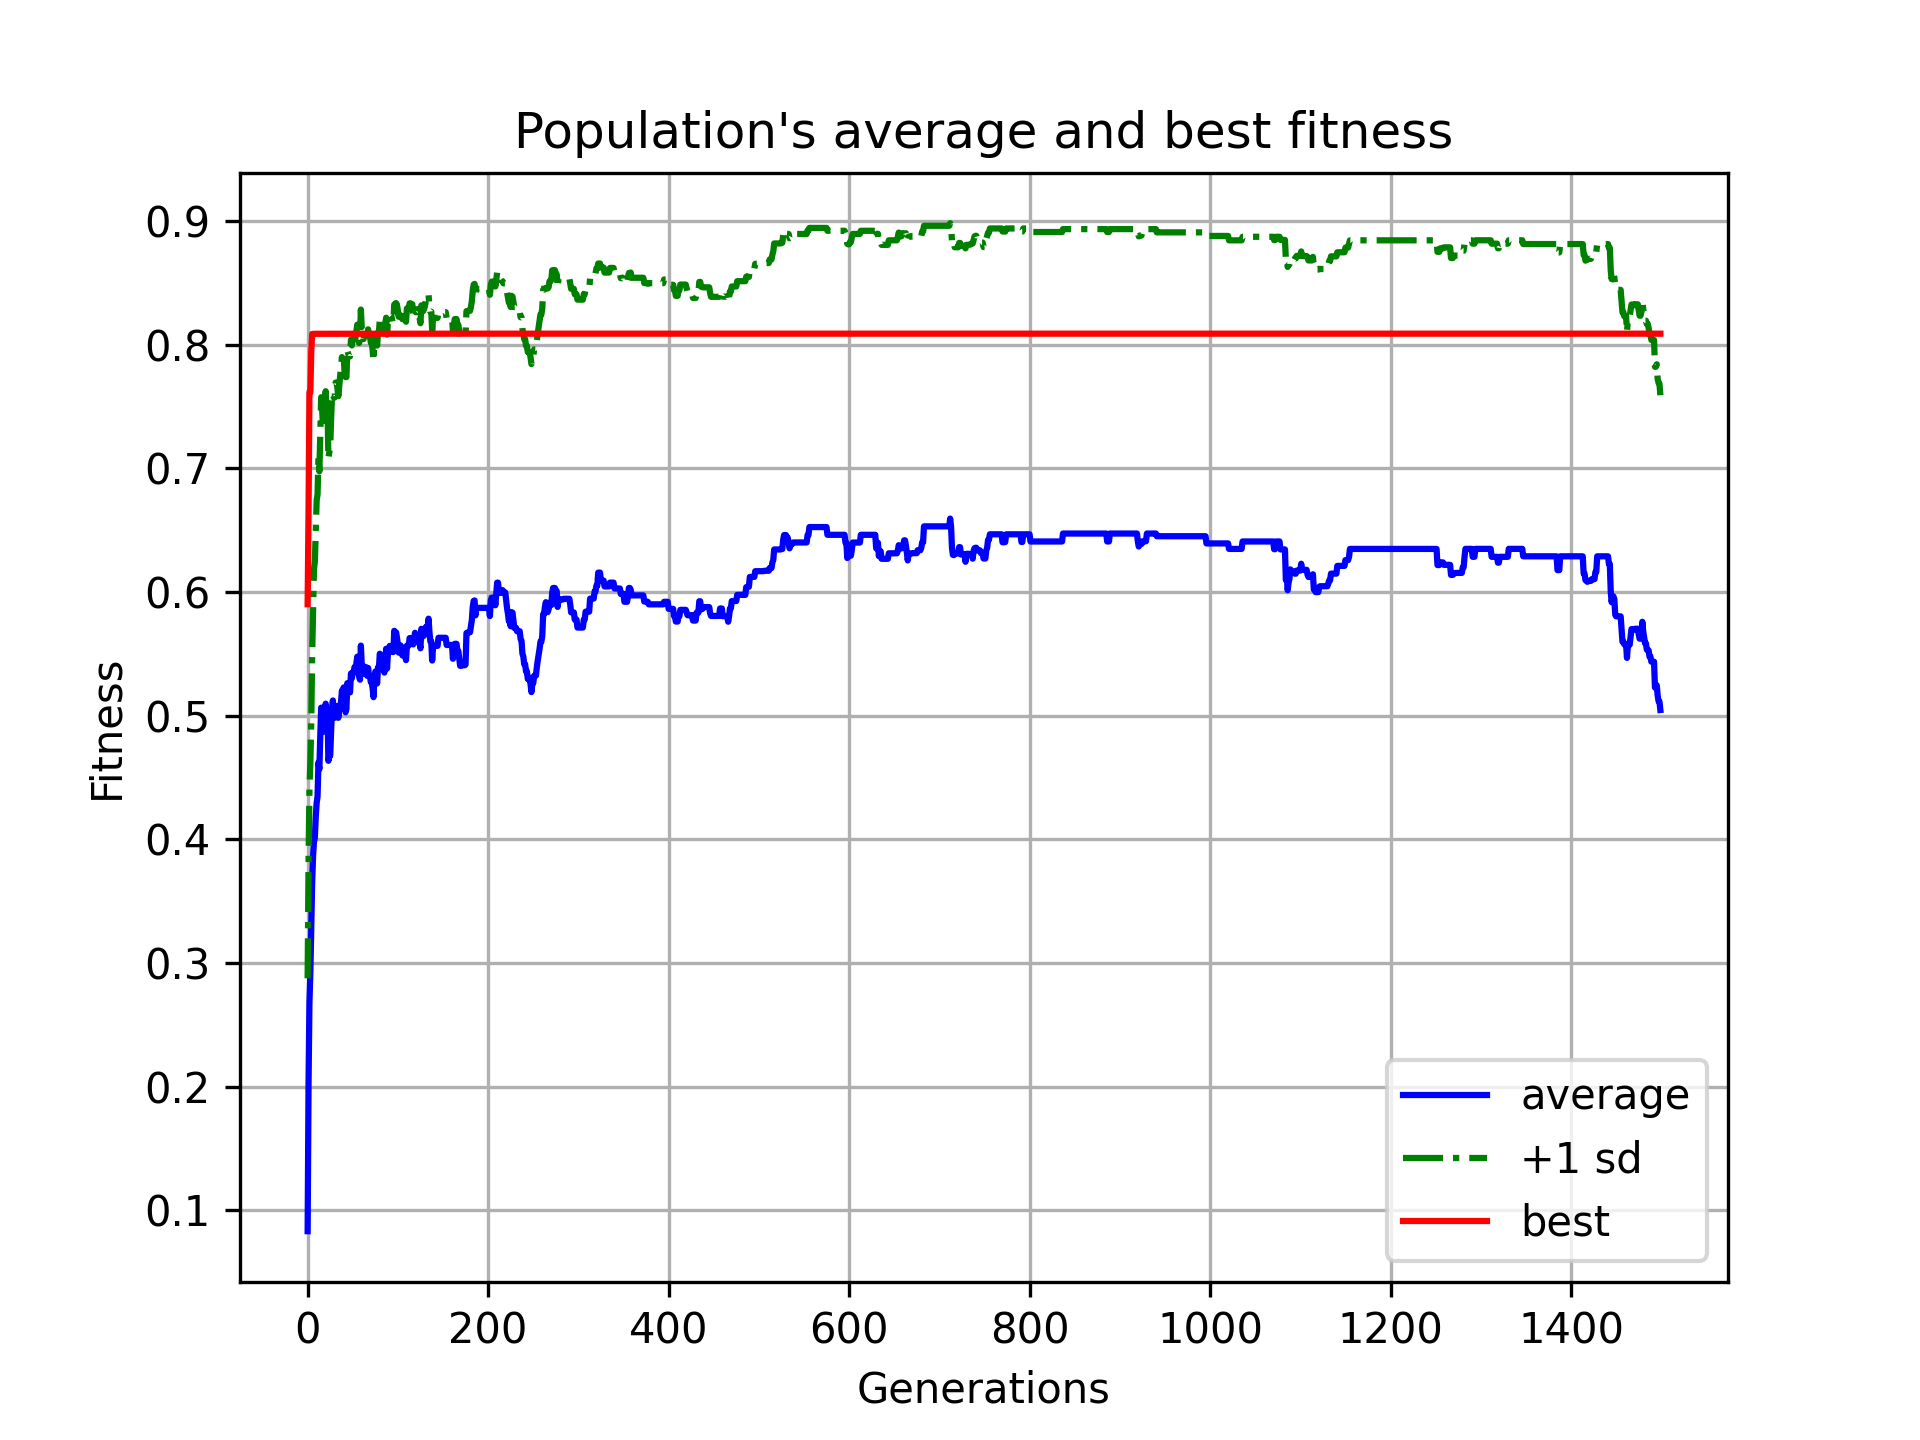 Population's average and best fitness
0.9
0.8
0.7
0.6
0.5
0.4
0.3
0.2
0.1
Fitness
average
+1 sd
best
0 200 400 600 800 1000 1200 1400
Generations